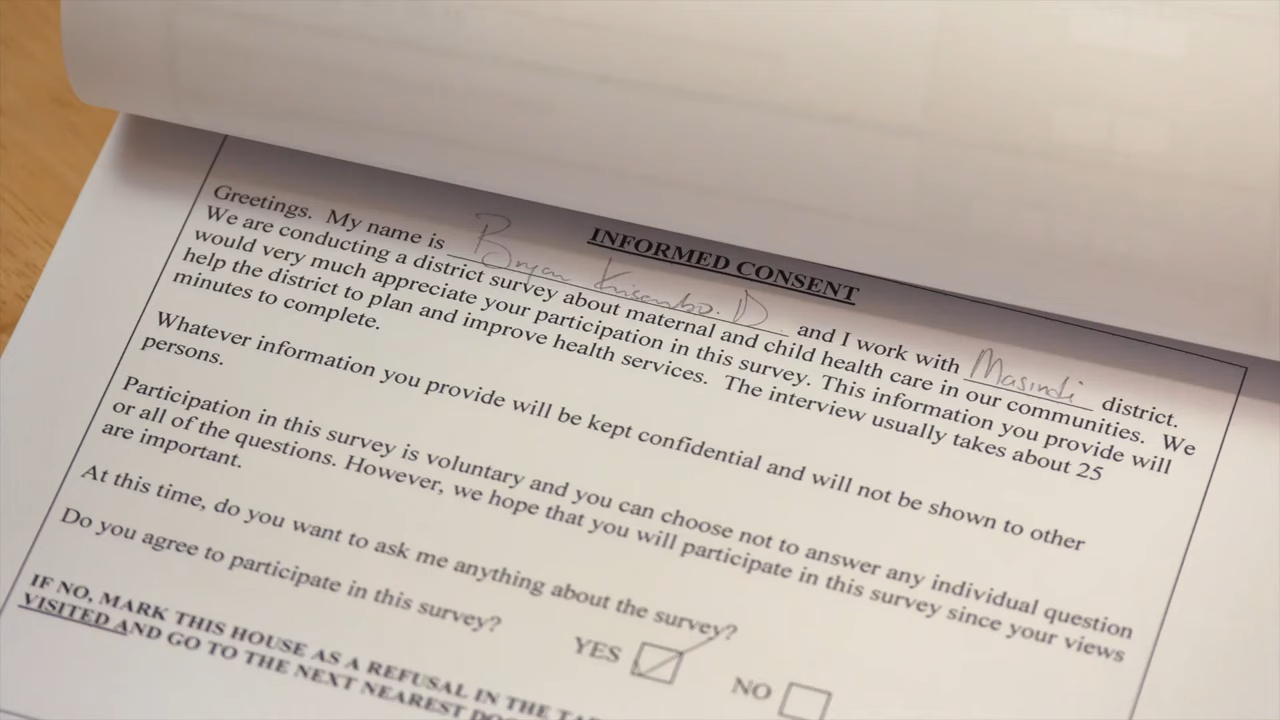 INFORMED CONSENT
Greetings. My name is Bryan D. and I work with Masindi district.
We are conducting a district survey about maternal and child health care in our communities. We
would very much appreciate your participation in this survey. This information you provide will
help the district to plan and improve health services. The interview usually takes about 25
minutes to complete.
Whatever information you provide will be kept confidential and will not be shown to other
persons.
Participation in this survey is voluntary and you can choose not to answer any individual question
or all of the questions. However, we hope that you will participate in this survey since your views
are important.
At this time, do you want to ask me anything about the survey?
Do you agree to participate in this survey? YES NO
IF NO, MARK THIS HOUSE AS A REFUSAL IN THE
VISITED AND GO TO THE NEXT NEAREST